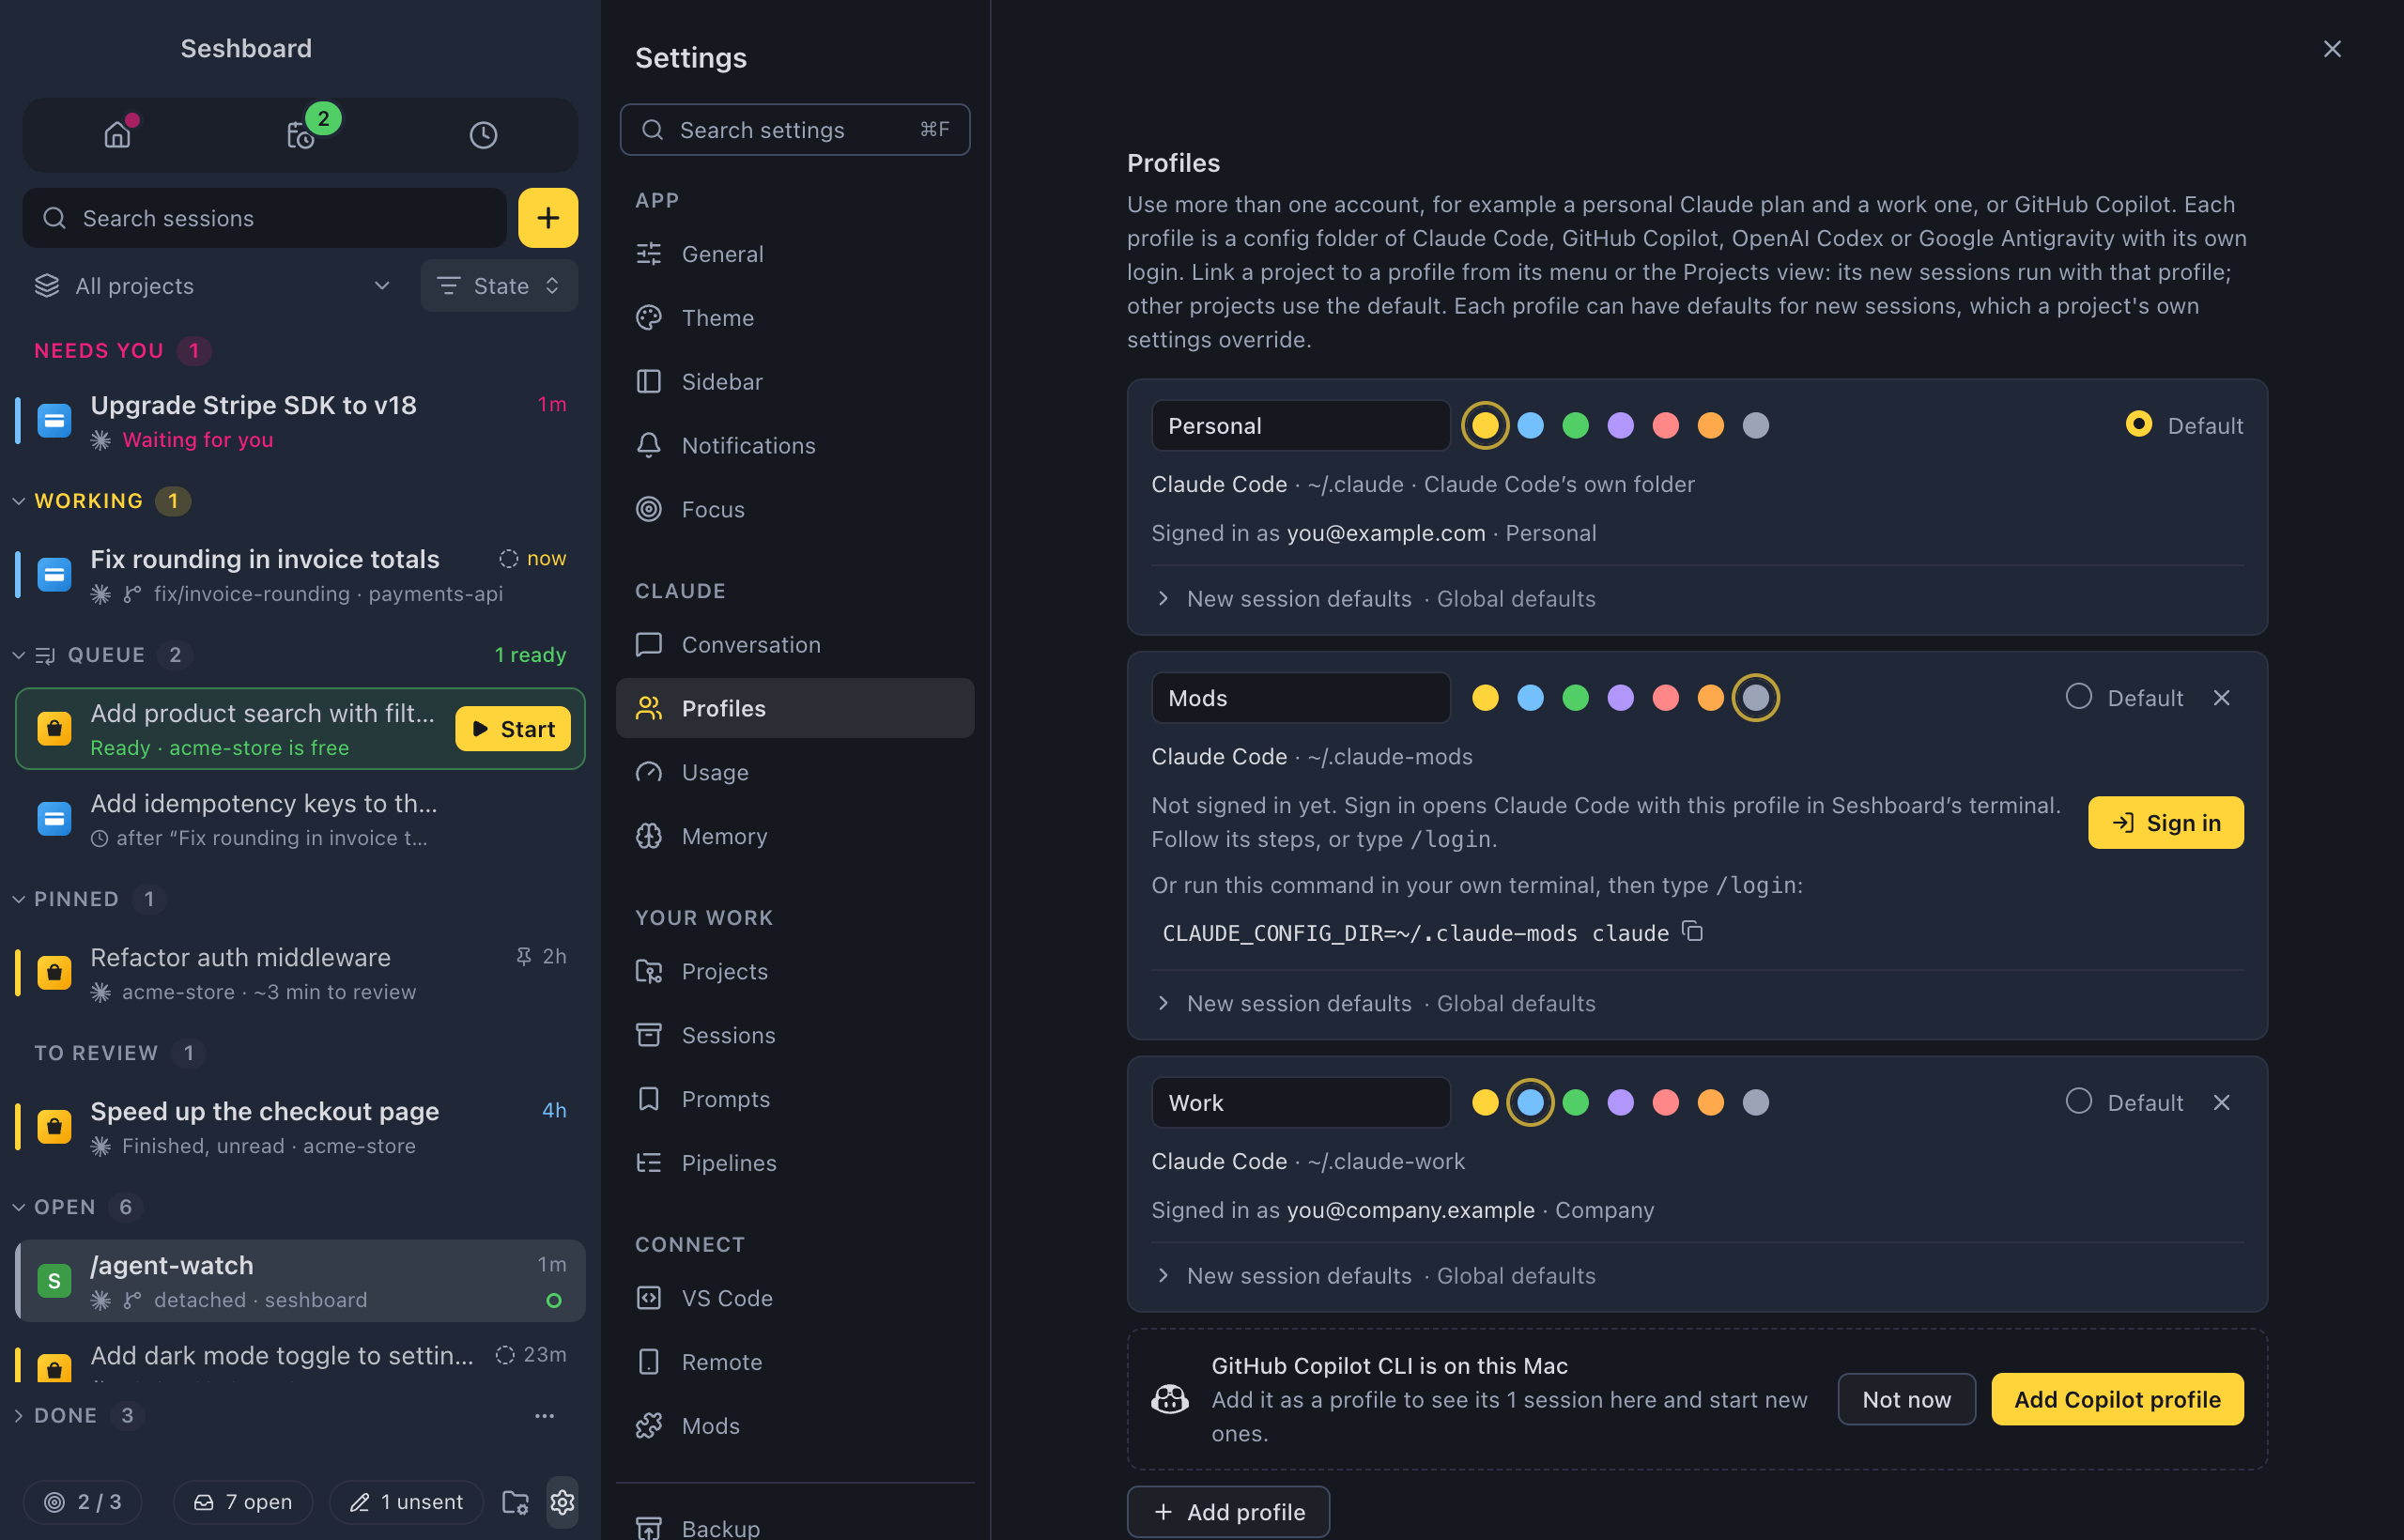 Seshboard
2
Search sessions
All projects
State
NEEDS YOU 1
Upgrade Stripe SDK to v18 1m
Waiting for you
WORKING 1
Fix rounding in invoice totals now
fix/invoice-rounding · payments-api
QUEUE 2 1 ready
Add product search with filt...
Ready · acme-store is free
Start
Add idempotency keys to th...
after “Fix rounding in invoice t...
PINNED 1
Refactor auth middleware 2h
acme-store · ~3 min to review
TO REVIEW 1
Speed up the checkout page 4h
Finished, unread · acme-store
OPEN 6
S
/agent-watch 1m
detached · seshboard
Add dark mode toggle to settin... 23m
DONE 3
2 / 3
7 open
1 unsent
Settings
Search settings ⌘F
APP
General
Theme
Sidebar
Notifications
Focus
CLAUDE
Conversation
Profiles
Usage
Memory
YOUR WORK
Projects
Sessions
Prompts
Pipelines
CONNECT
VS Code
Remote
Mods
Backup
Profiles
Use more than one account, for example a personal Claude plan and a work one, or GitHub Copilot. Each
profile is a config folder of Claude Code, GitHub Copilot, OpenAI Codex or Google Antigravity with its own
login. Link a project to a profile from its menu or the Projects view: its new sessions run with that profile;
other projects use the default. Each profile can have defaults for new sessions, which a project's own
settings override.
Personal Default
Claude Code · ~/.claude · Claude Code’s own folder
Signed in as you@example.com · Personal
New session defaults · Global defaults
Mods Default
Claude Code · ~/.claude-mods
Not signed in yet. Sign in opens Claude Code with this profile in Seshboard’s terminal.
Follow its steps, or type /login.
Sign in
Or run this command in your own terminal, then type /login:
CLAUDE_CONFIG_DIR=~/.claude-mods claude
New session defaults · Global defaults
Work Default
Claude Code · ~/.claude-work
Signed in as you@company.example · Company
New session defaults · Global defaults
GitHub Copilot CLI is on this Mac
Add it as a profile to see its 1 session here and start new
ones.
Not now
Add Copilot profile
Add profile